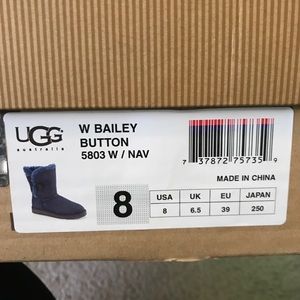 UGG
australia
W BAILEY
BUTTON
5803 W / NAV
7 37872 75735 9
MADE IN CHINA
8
USA UK EU JAPAN
8 6.5 39 250